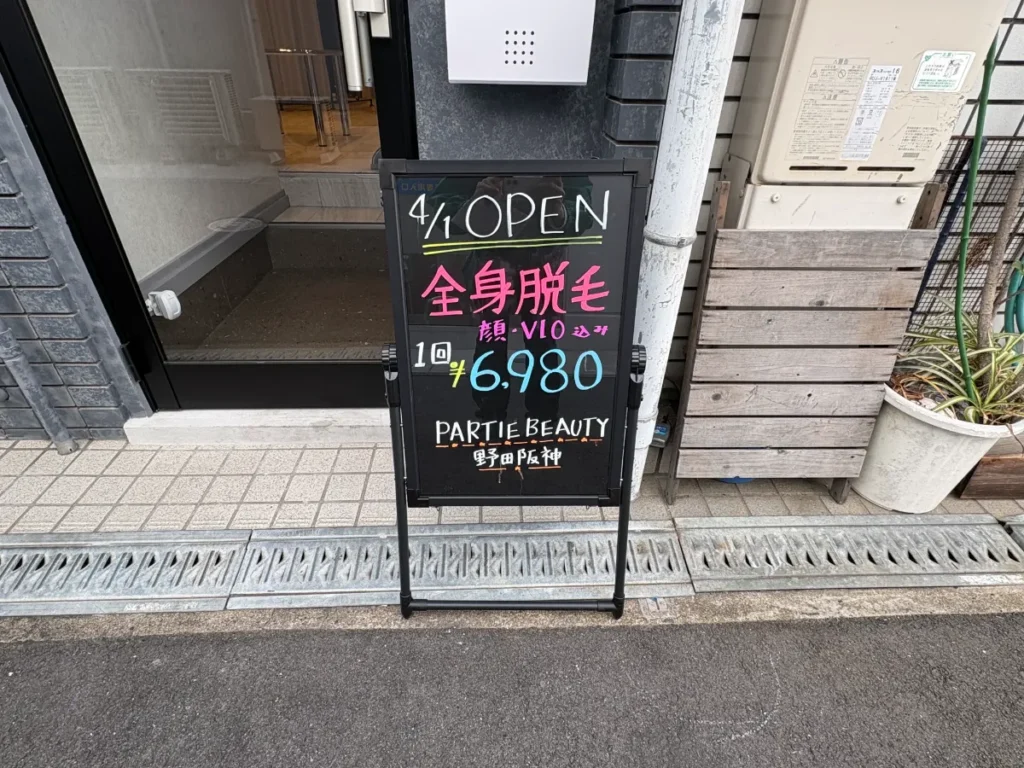 4/1 OPEN
全身脱毛
顔・VIO込み
1回 ¥6,980
PARTIE BEAUTY
野田阪神